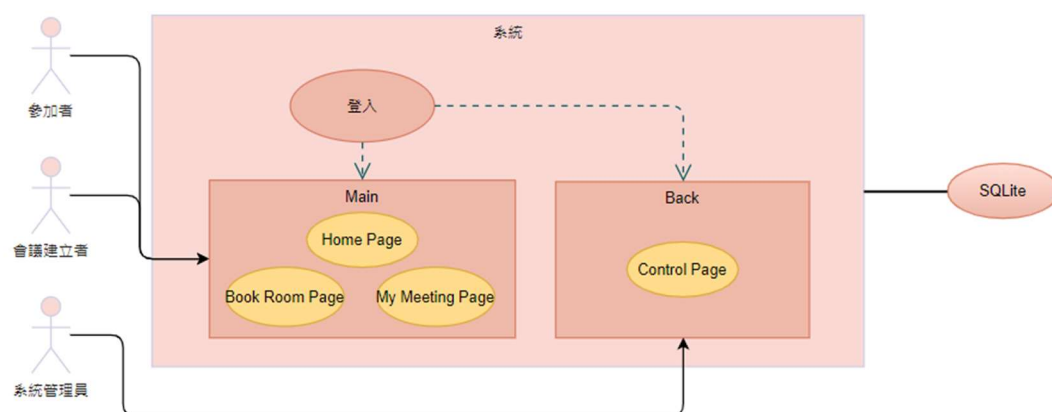 系統
參加者
登入
會議建立者
Main
Home Page
Book Room Page
My Meeting Page
Back
Control Page
SQLite
系統管理員